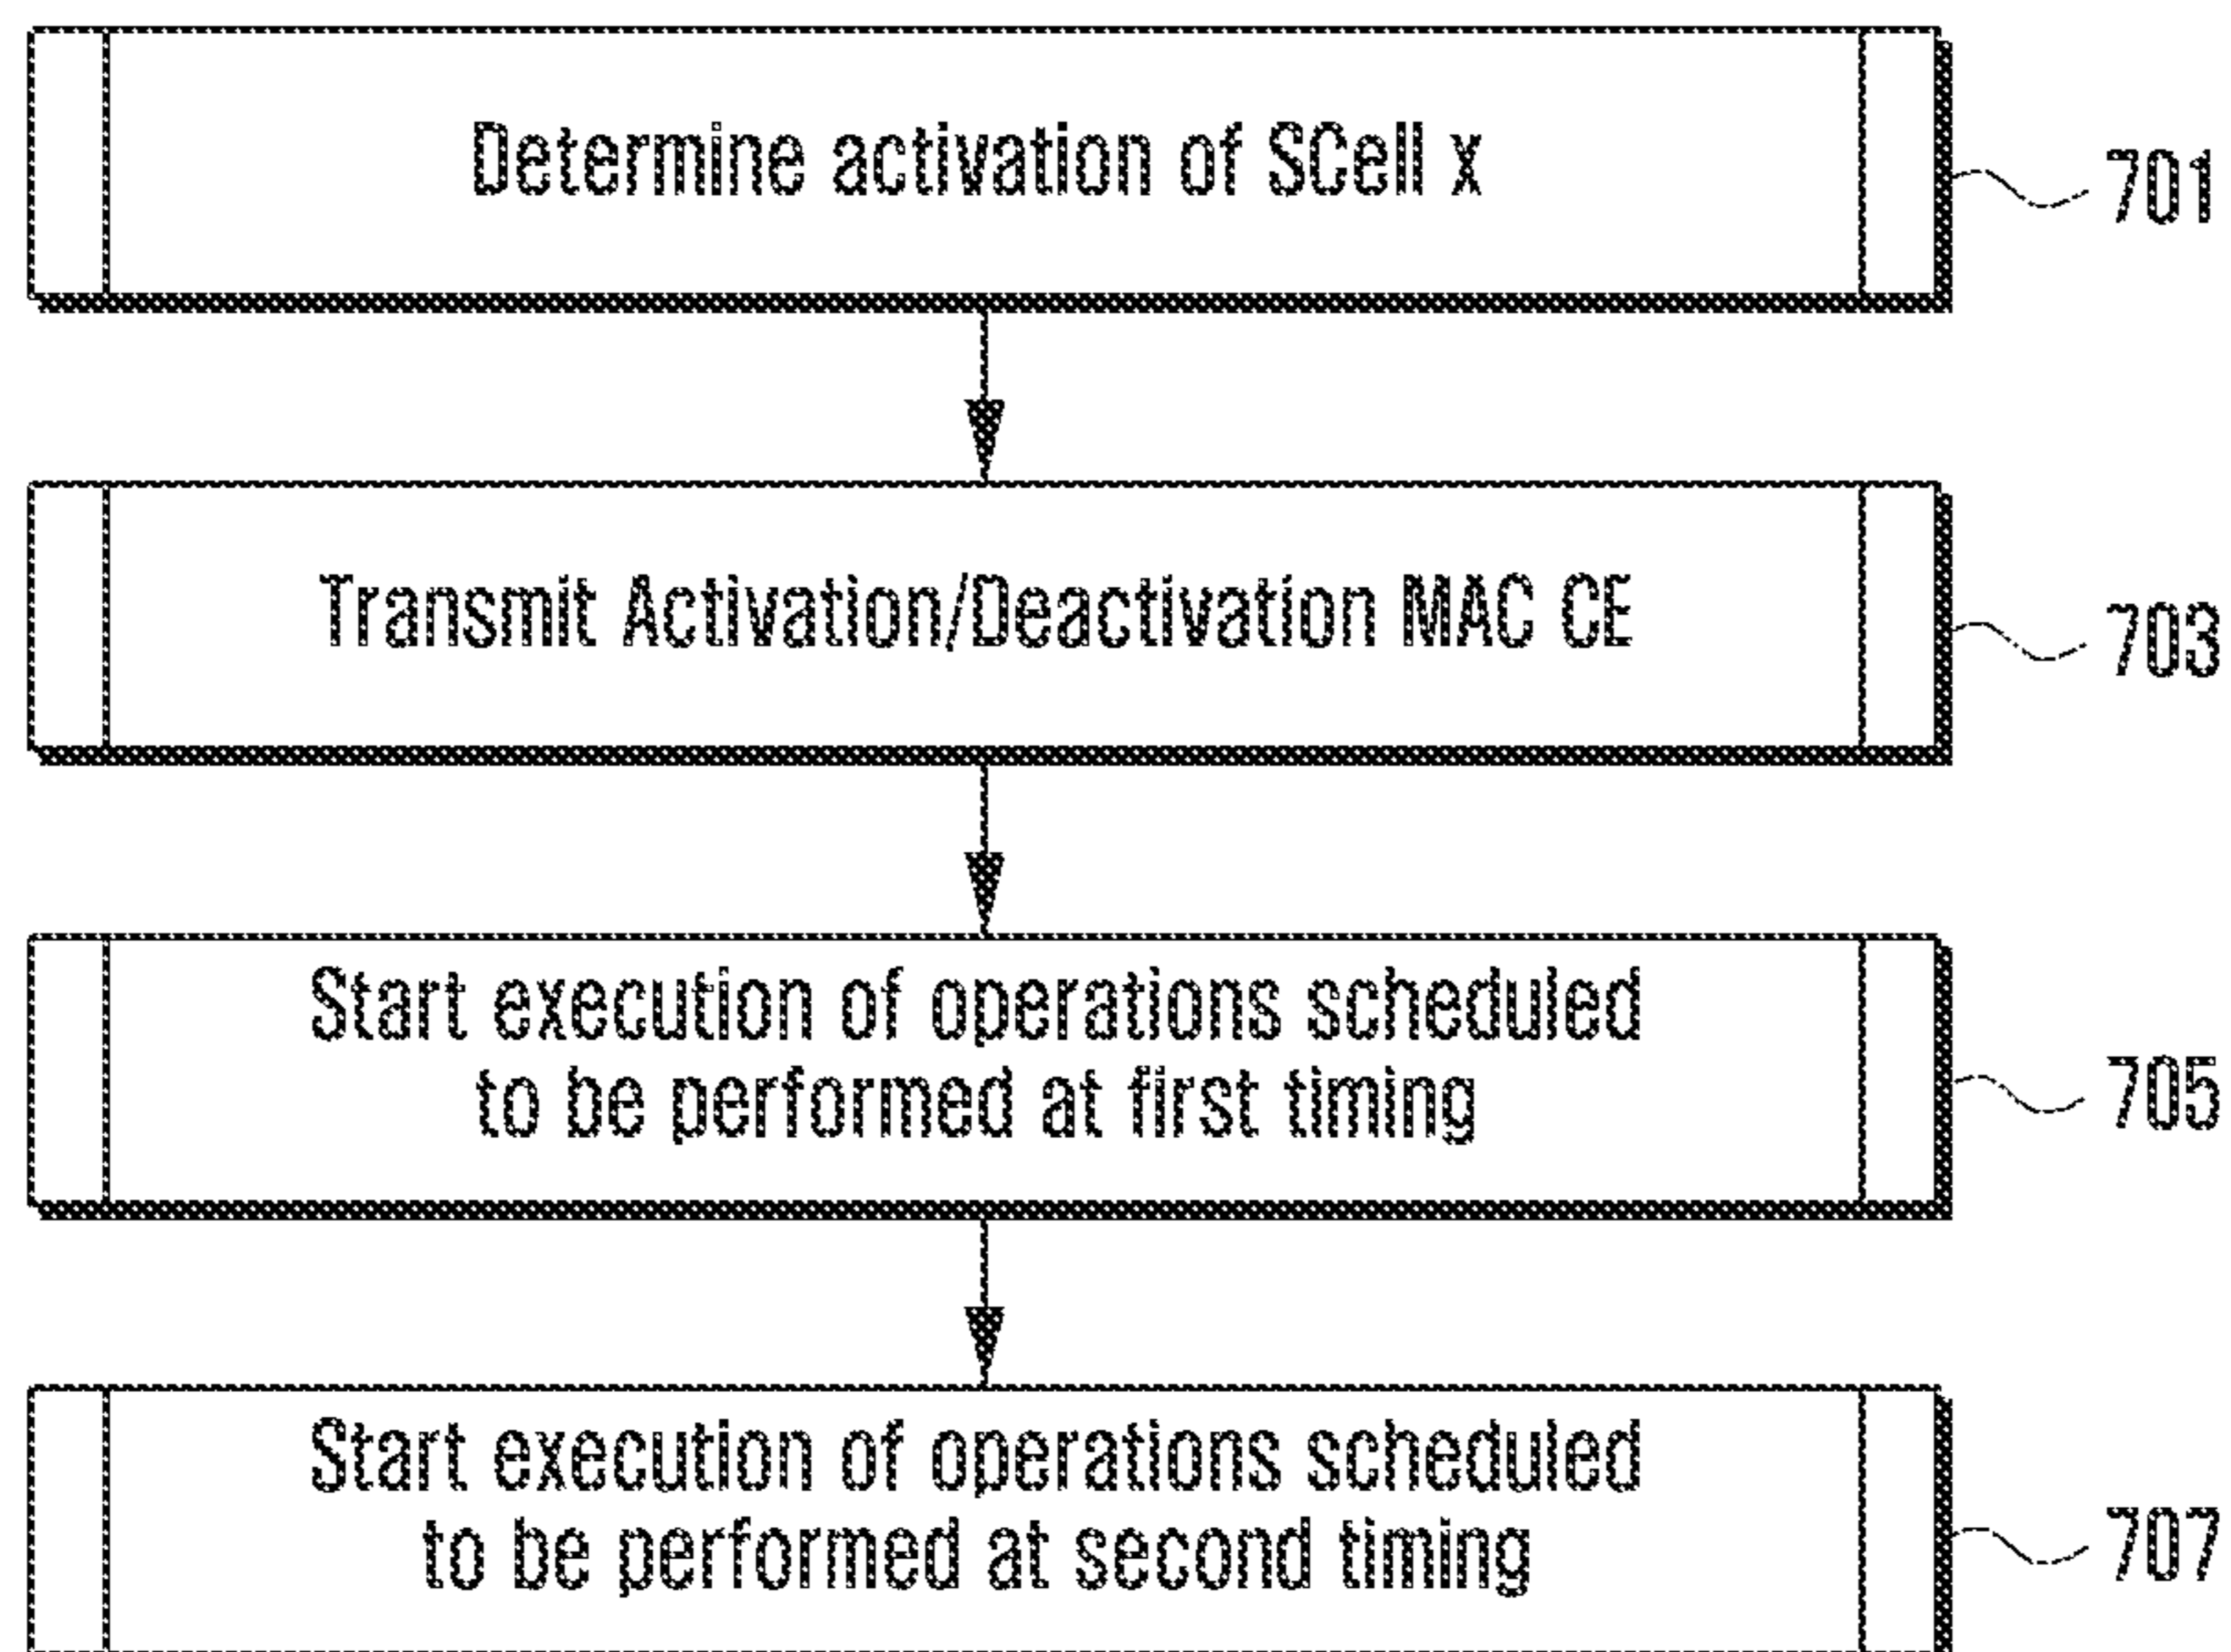 Determine activation of SCell x
701
Transmit Activation/Deactivation MAC CE
703
Start execution of operations scheduled
to be performed at first timing
705
Start execution of operations scheduled
to be performed at second timing
707